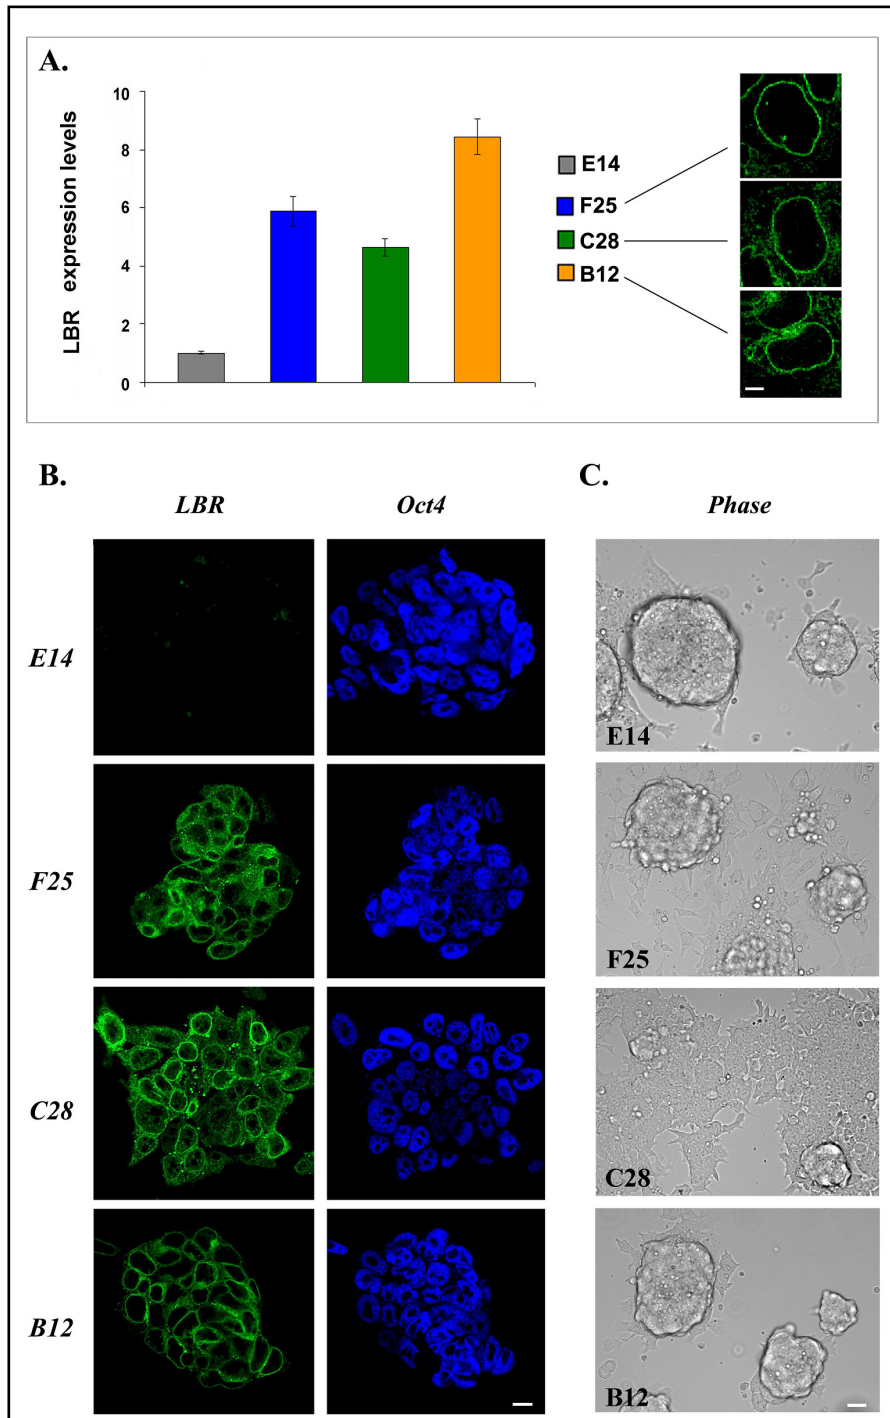 A.
LBR expression levels
10
8
6
4
2
0
E14
F25
C28
B12
B.
C.
LBR
Oct4
Phase
E14
E14
F25
F25
C28
C28
B12
B12